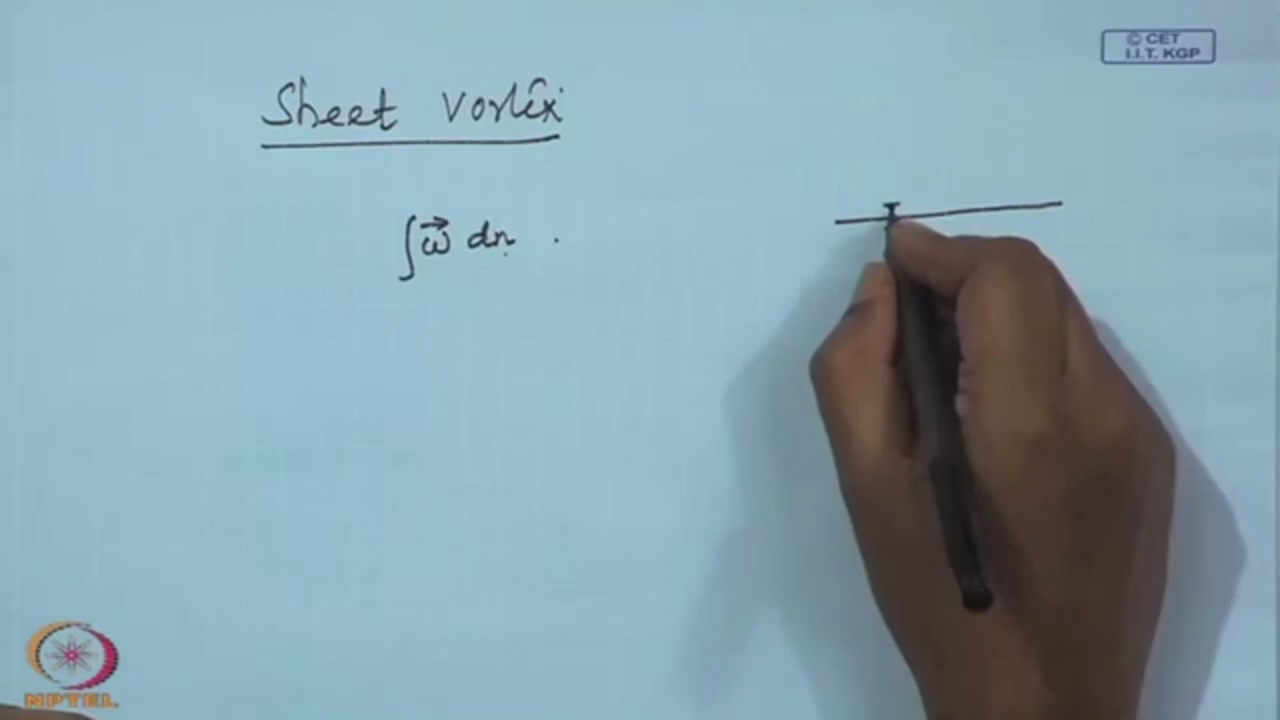 © CET
I.I.T. KGP
Sheet Vortex
∫ω⃗ dn .
NPTEL